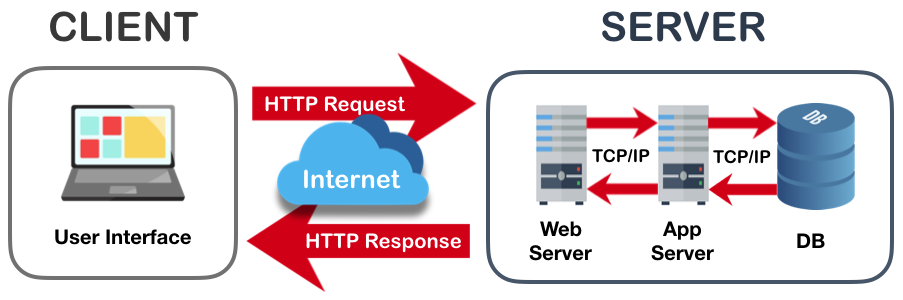 CLIENT
SERVER
User Interface
HTTP Request
Internet
HTTP Response
DB
TCP/IP
TCP/IP
Web
Server
App
Server
DB